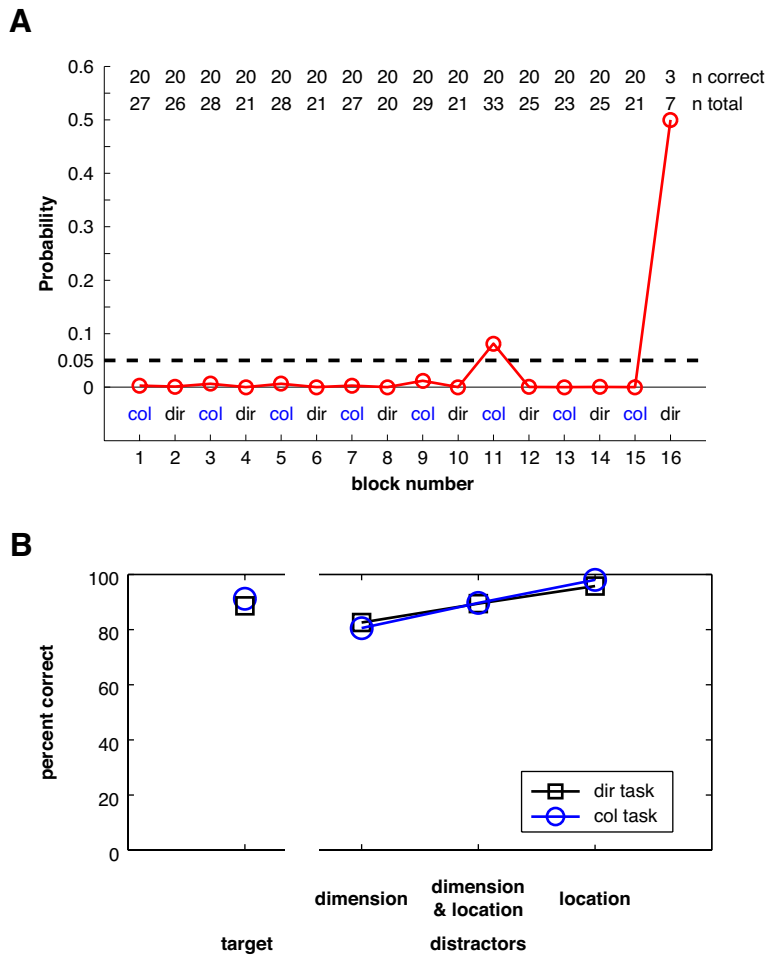 A
0.6
20 20 20 20 20 20 20 20 20 20 20 20 20 20 20 3 n correct
27 26 28 21 28 21 27 20 29 21 33 25 23 25 21 7 n total
0.5
0.4
0.3
0.2
0.1
0.05
0
Probability
col dir col dir col dir col dir col dir col dir col dir col dir
1 2 3 4 5 6 7 8 9 10 11 12 13 14 15 16
block number
B
100
80
60
40
20
0
percent correct
dir task
col task
dimension dimension location
& location
target distractors